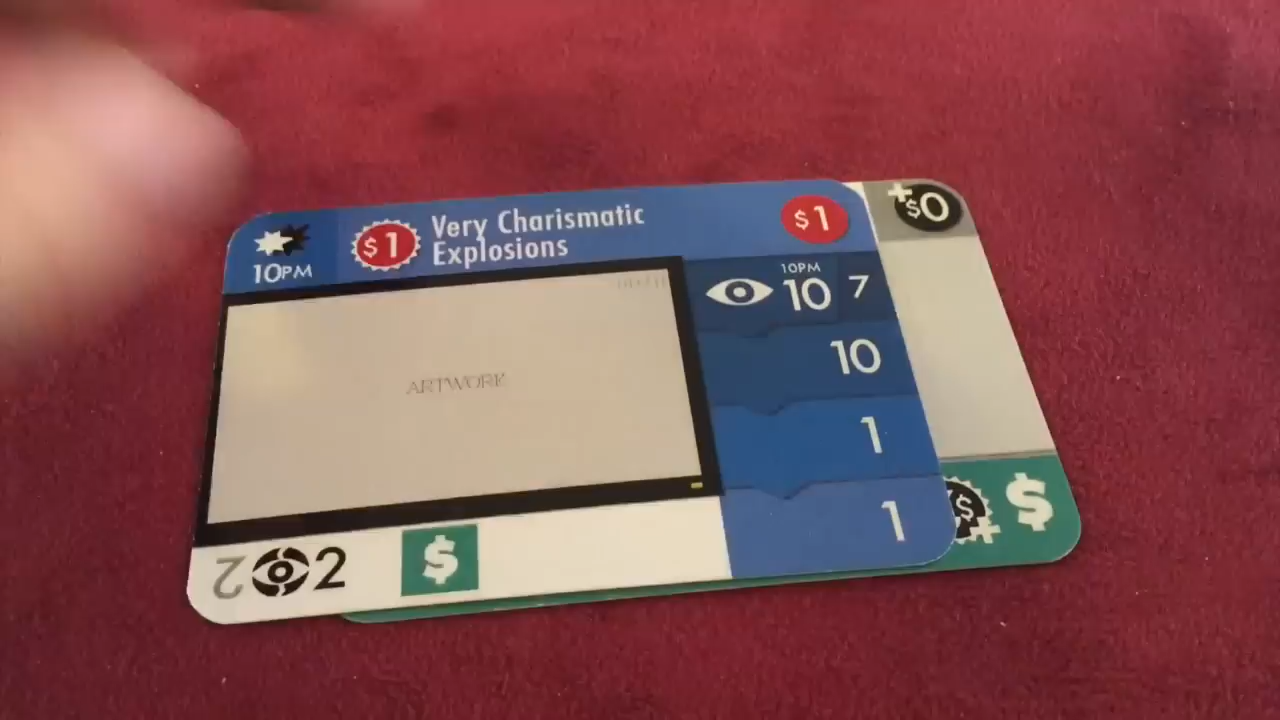 10PM
$1
Very Charismatic
Explosions
$1
+$0
10PM
10 7
10
1
1
ARTWORK
2 2
$
$
$